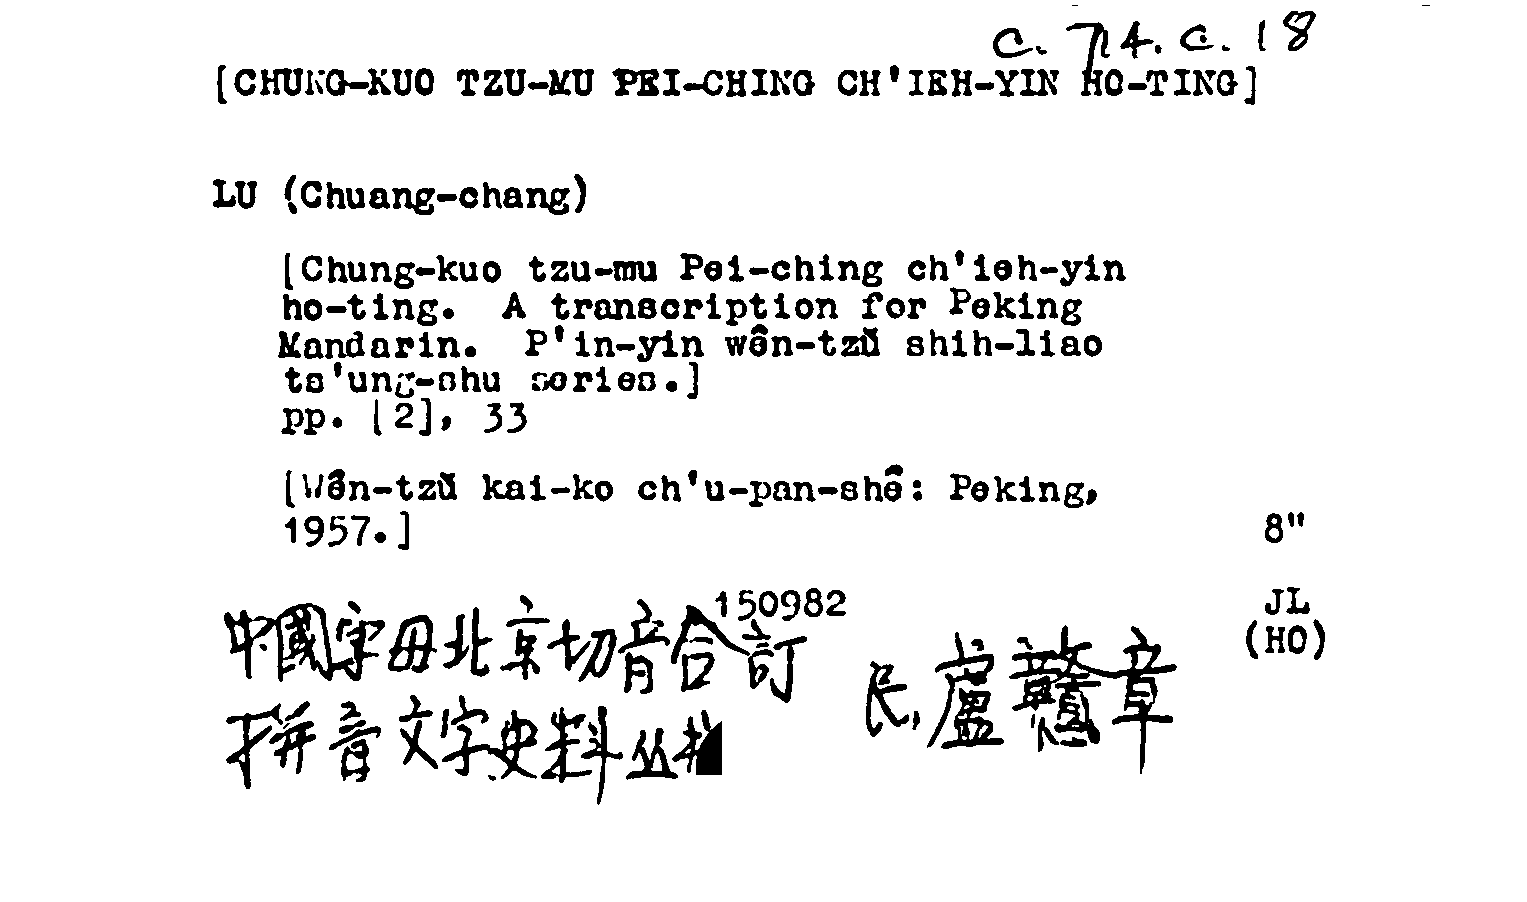 c. 714. c. 18
[CHUNG-KUO TZU-MU PEI-CHING CH'IEH-YIN HO-TING]
LU (Chuang-chang)
[Chung-kuo tzu-mu Pei-ching ch'ieh-yin
ho-ting. A transcription for Peking
Mandarin. P'in-yin wên-tzŭ shih-liao
ts'ung-shu series.]
pp. [2], 33
[Wên-tzŭ kai-ko ch'u-pan-shê: Peking,
1957.]
8"
150982
JL
(HO)
中國字母北京切音合訂
拼音文字史料丛
民,盧戇章